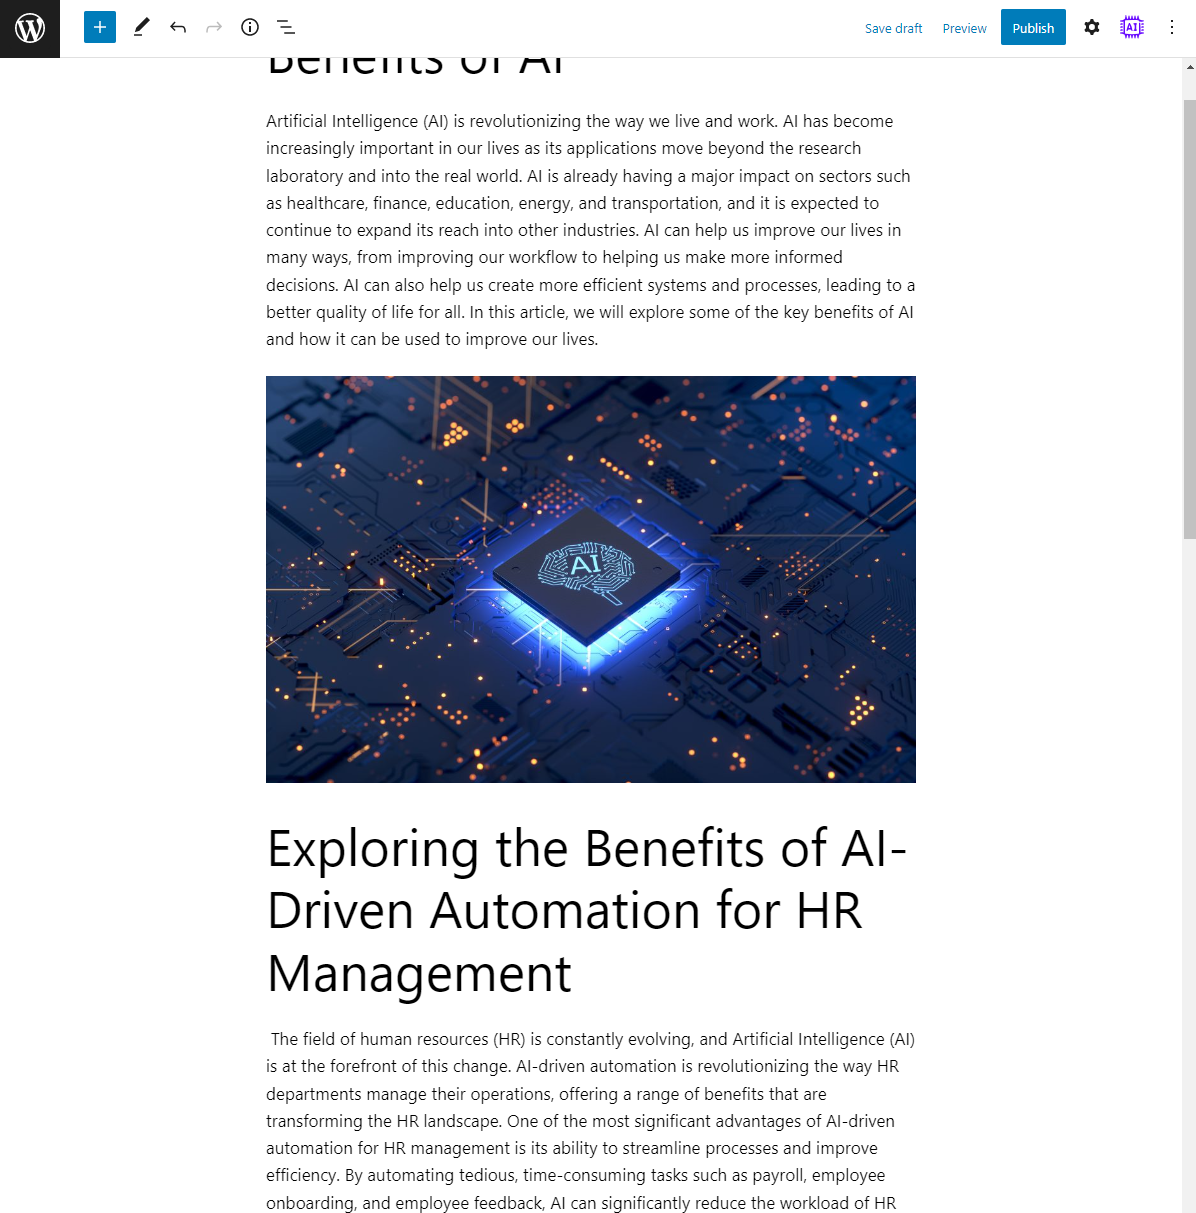 Save draft
Preview
Publish
AI
Benefits of AI
Artificial Intelligence (AI) is revolutionizing the way we live and work. AI has become
increasingly important in our lives as its applications move beyond the research
laboratory and into the real world. AI is already having a major impact on sectors such
as healthcare, finance, education, energy, and transportation, and it is expected to
continue to expand its reach into other industries. AI can help us improve our lives in
many ways, from improving our workflow to helping us make more informed
decisions. AI can also help us create more efficient systems and processes, leading to a
better quality of life for all. In this article, we will explore some of the key benefits of AI
and how it can be used to improve our lives.
AI
Exploring the Benefits of AI-
Driven Automation for HR
Management
The field of human resources (HR) is constantly evolving, and Artificial Intelligence (AI)
is at the forefront of this change. AI-driven automation is revolutionizing the way HR
departments manage their operations, offering a range of benefits that are
transforming the HR landscape. One of the most significant advantages of AI-driven
automation for HR management is its ability to streamline processes and improve
efficiency. By automating tedious, time-consuming tasks such as payroll, employee
onboarding, and employee feedback, AI can significantly reduce the workload of HR